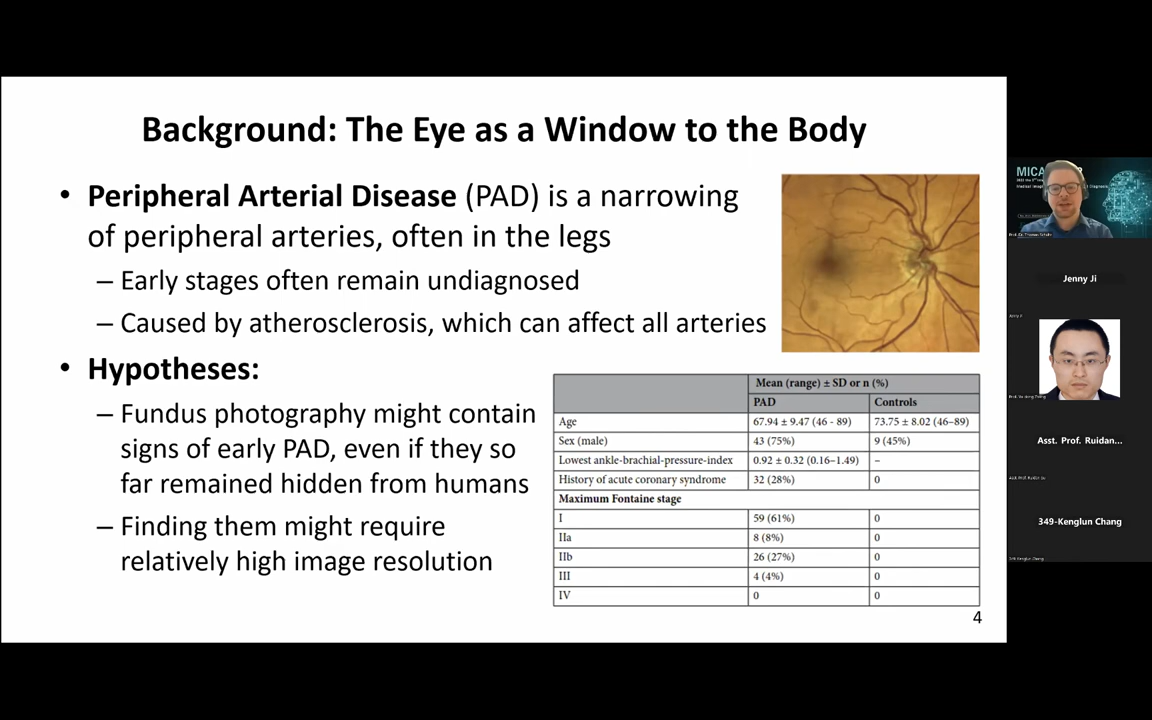 Background: The Eye as a Window to the Body
• Peripheral Arterial Disease (PAD) is a narrowing
of peripheral arteries, often in the legs
– Early stages often remain undiagnosed
– Caused by atherosclerosis, which can affect all arteries
• Hypotheses:
– Fundus photography might contain
signs of early PAD, even if they so
far remained hidden from humans
– Finding them might require
relatively high image resolution
Mean (range) ± SD or n (%)
PAD Controls
Age 67.94 ± 9.47 (46 - 89) 73.75 ± 8.02 (46–89)
Sex (male) 43 (75%) 9 (45%)
Lowest ankle-brachial-pressure-index 0.92 ± 0.32 (0.16–1.49) –
History of acute coronary syndrome 32 (28%) 0
Maximum Fontaine stage
I 59 (61%) 0
IIa 8 (8%) 0
IIb 26 (27%) 0
III 4 (4%) 0
IV 0 0
4
Jenny Ji
Asst. Prof. Ruidan...
349-Kenglun Chang
349-Kenglun Chang